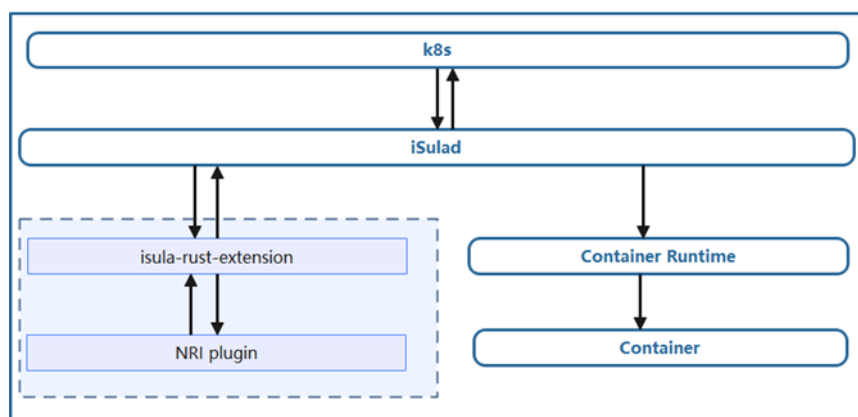 k8s
iSulad
isula-rust-extension
Container Runtime
NRI plugin
Container